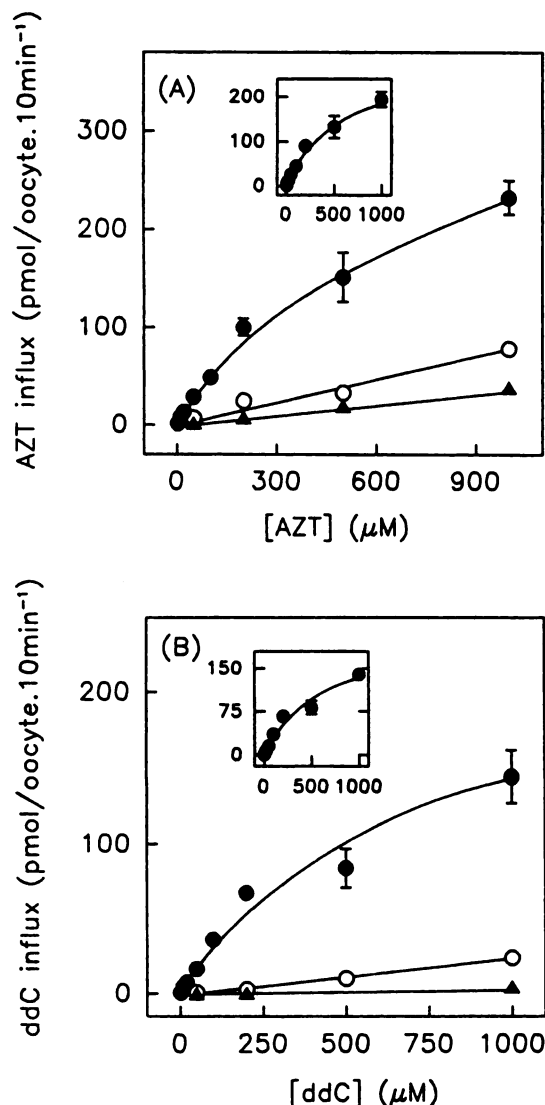 (A)
AZT influx (pmol/oocyte.10min⁻¹)
300
200
100
0
200
100
0
0 500 1000
0 300 600 900
[AZT] (μM)
(B)
ddC influx (pmol/oocyte.10min⁻¹)
200
100
0
150
75
0
0 500 1000
0 250 500 750 1000
[ddC] (μM)